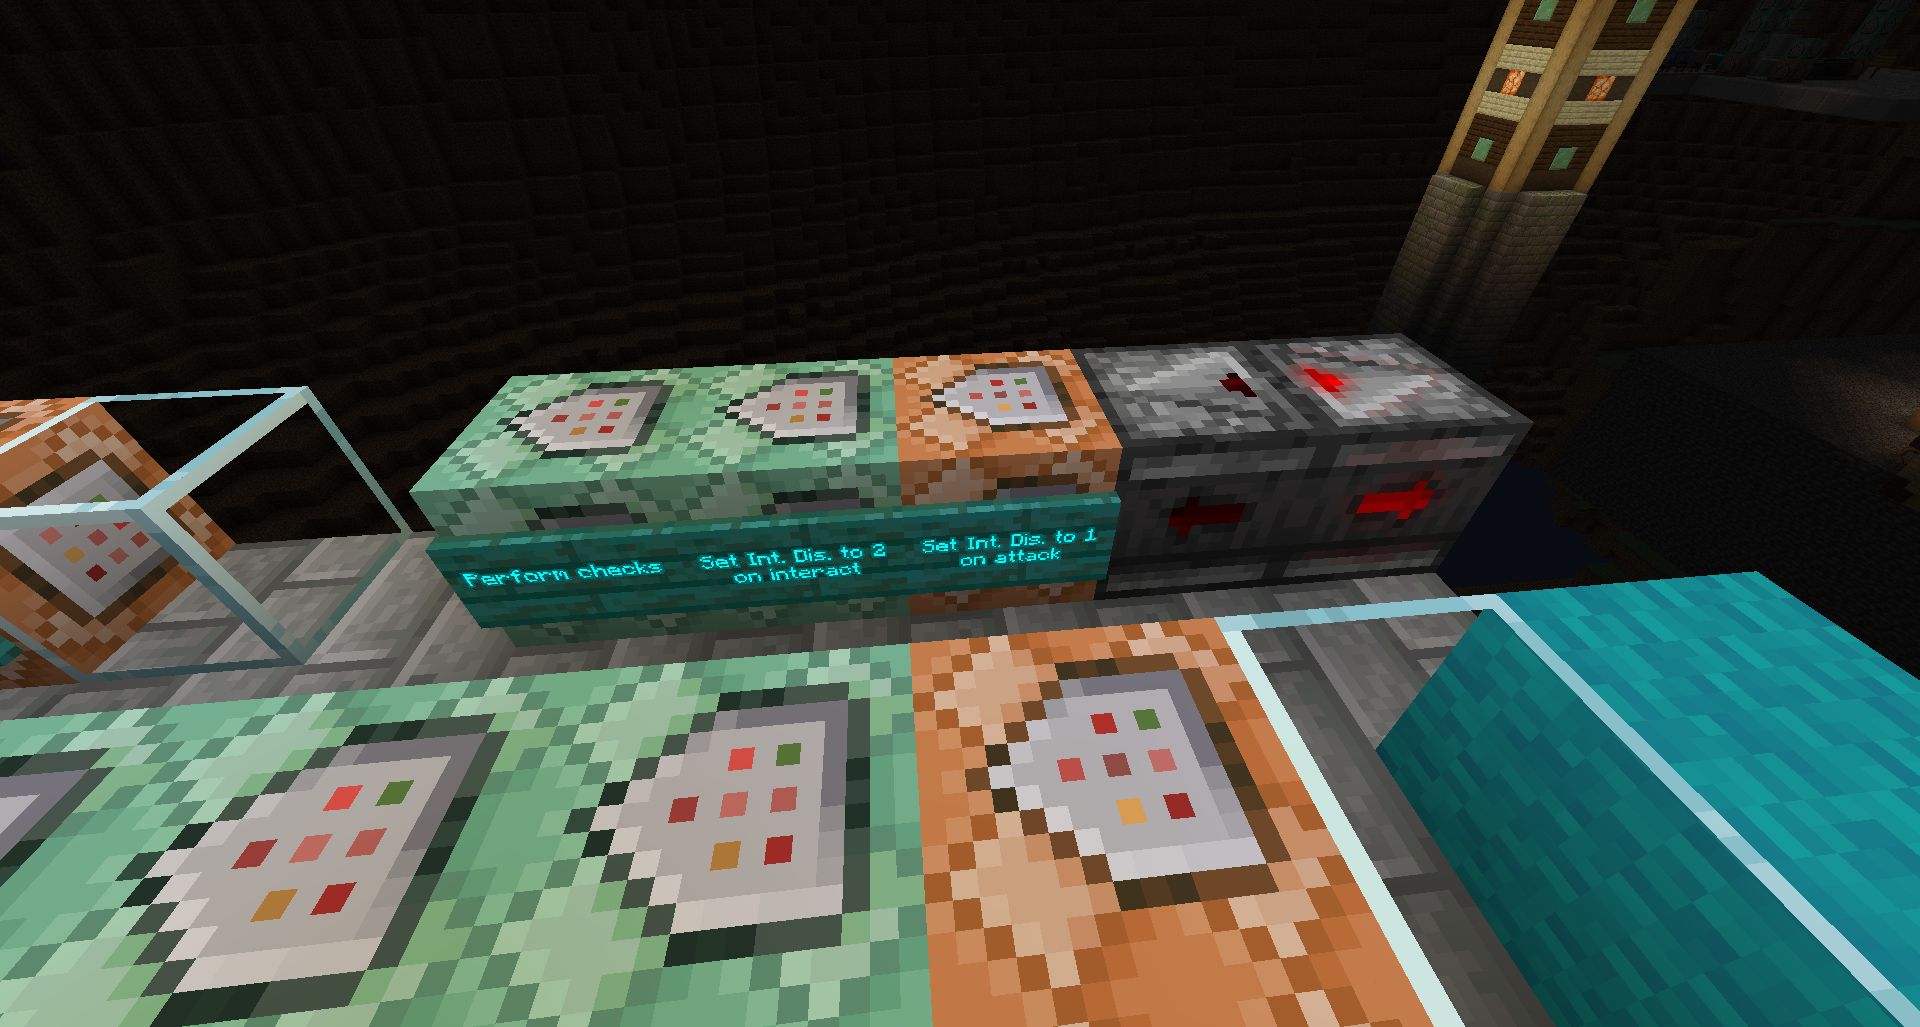 Perform checks
Set Int. Dis. to 2
on interact
Set Int. Dis. to 1
on attack